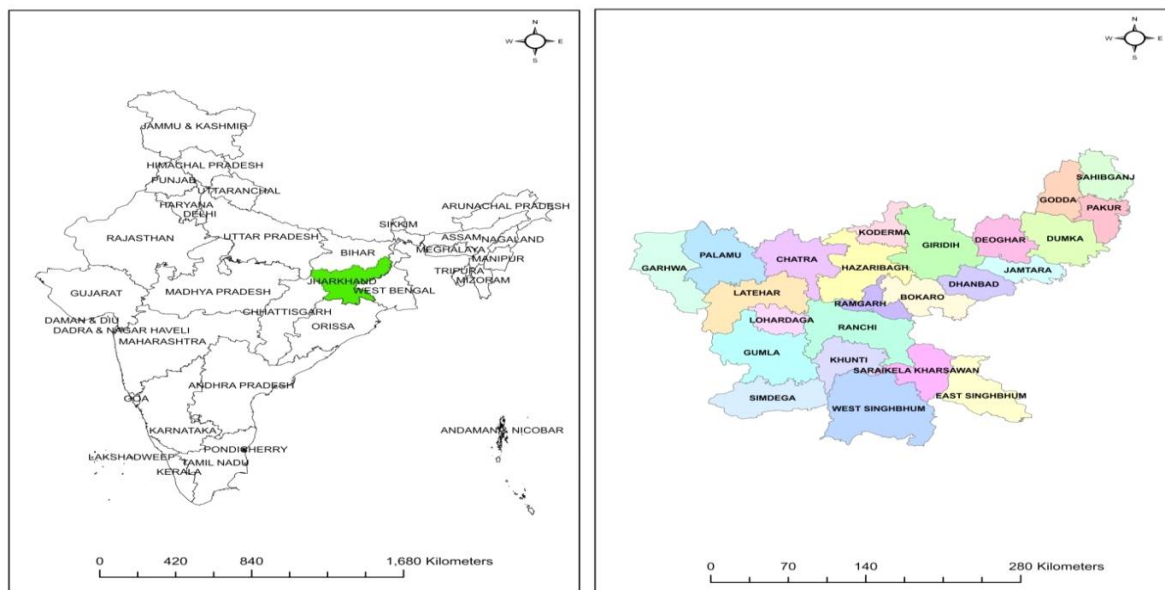 N
W E
S
JAMMU & KASHMIR
HIMACHAL PRADESH
PUNJAB
UTTARANCHAL
HARYANA
DELHI
ARUNACHAL PRADESH
SIKKIM
RAJASTHAN
UTTAR PRADESH
ASSAM
NAGALAND
MEGHALAYA
BIHAR
MANIPUR
TRIPURA
MIZORAM
JHARKHAND
WEST BENGAL
GUJARAT
MADHYA PRADESH
CHHATTISGARH
DAMAN & DIU
DADRA & NAGAR HAVELI
ORISSA
MAHARASHTRA
ANDHRA PRADESH
GOA
KARNATAKA
ANDAMAN & NICOBAR
PONDICHERRY
LAKSHADWEEP
TAMIL NADU
KERALA
0 420 840 1,680 Kilometers
N
W E
S
SAHIBGANJ
GODDA
PAKUR
KODERMA
DEOGHAR
DUMKA
GIRIDIH
PALAMU
CHATRA
GARHWA
HAZARIBAGH
JAMTARA
DHANBAD
LATEHAR
BOKARO
RAMGARH
LOHARDAGA
RANCHI
GUMLA
KHUNTI
SARAIKELA KHARSAWAN
SIMDEGA
EAST SINGHBHUM
WEST SINGHBHUM
0 70 140 280 Kilometers